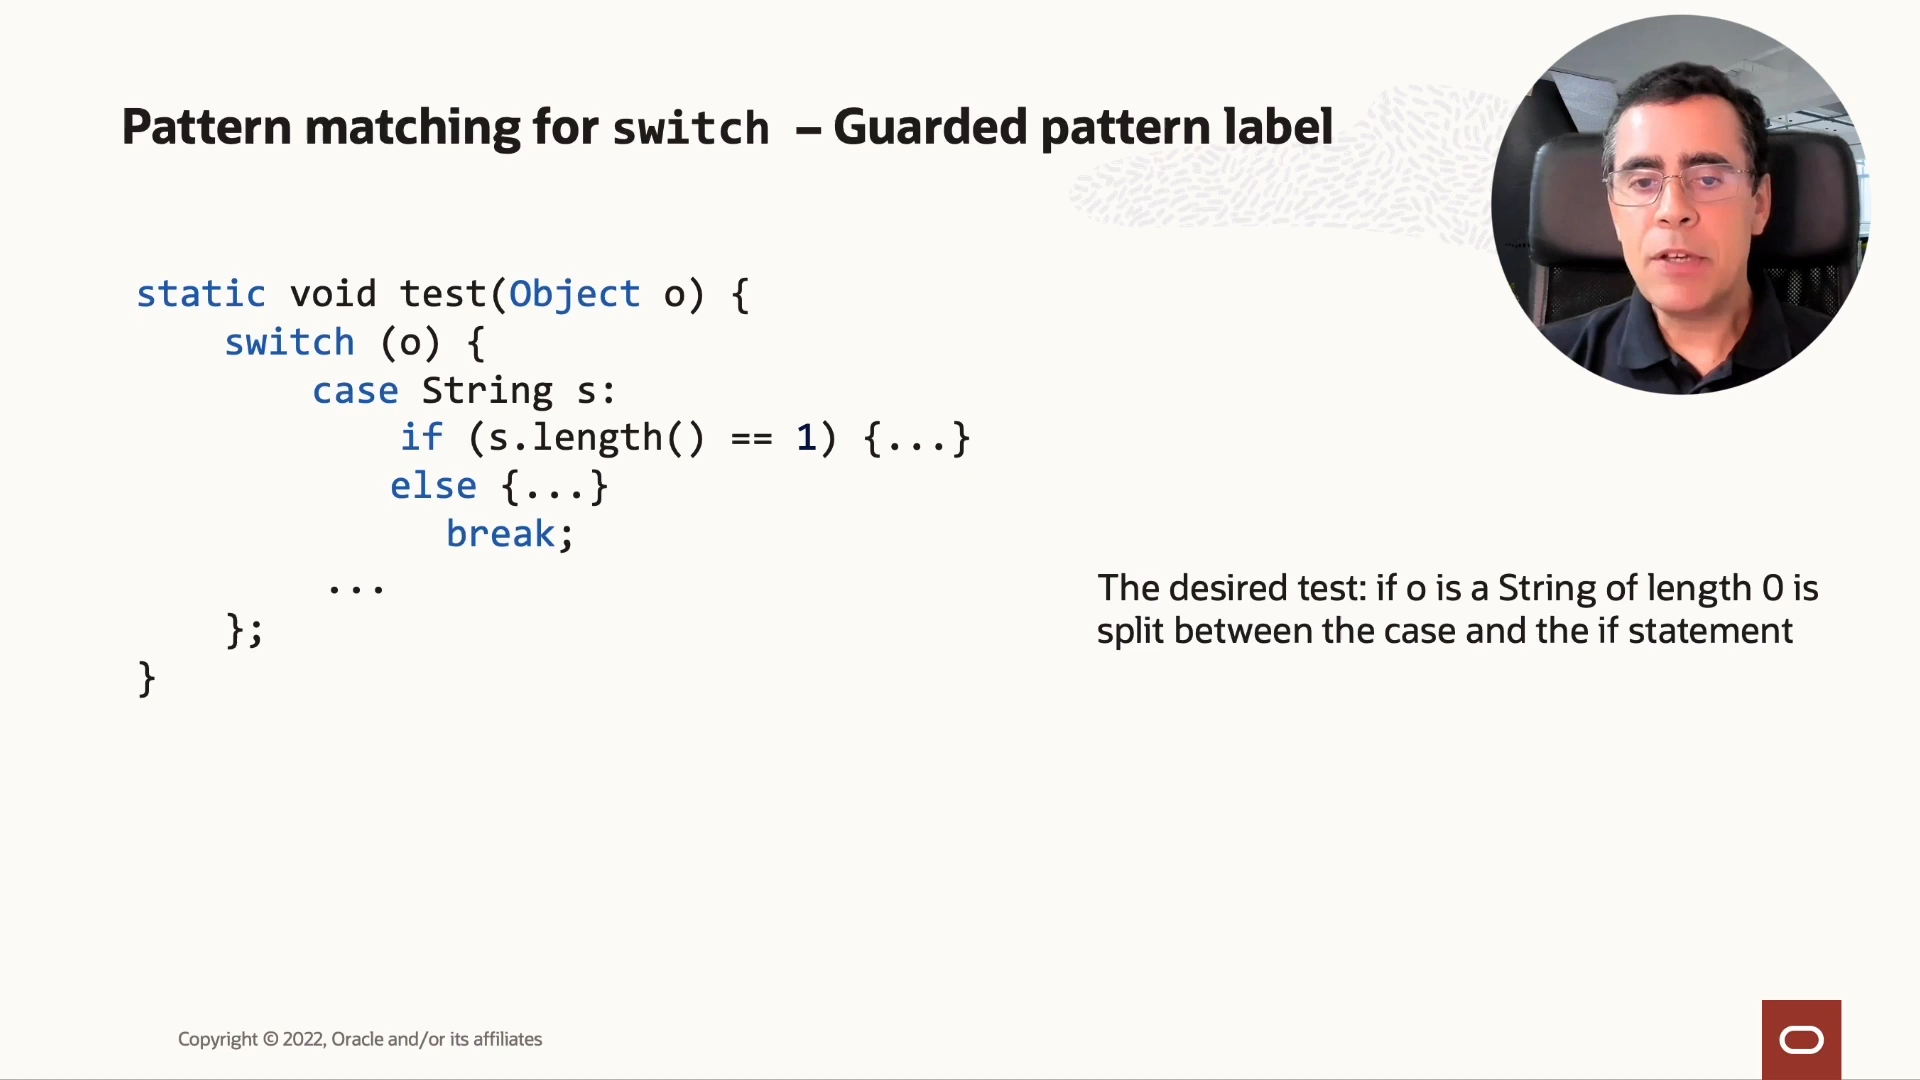 Pattern matching for switch – Guarded pattern label
static void test(Object o) {
switch (o) {
case String s:
if (s.length() == 1) {...}
else {...}
break;
...
};
}
The desired test: if o is a String of length 0 is
split between the case and the if statement
Copyright © 2022, Oracle and/or its affiliates